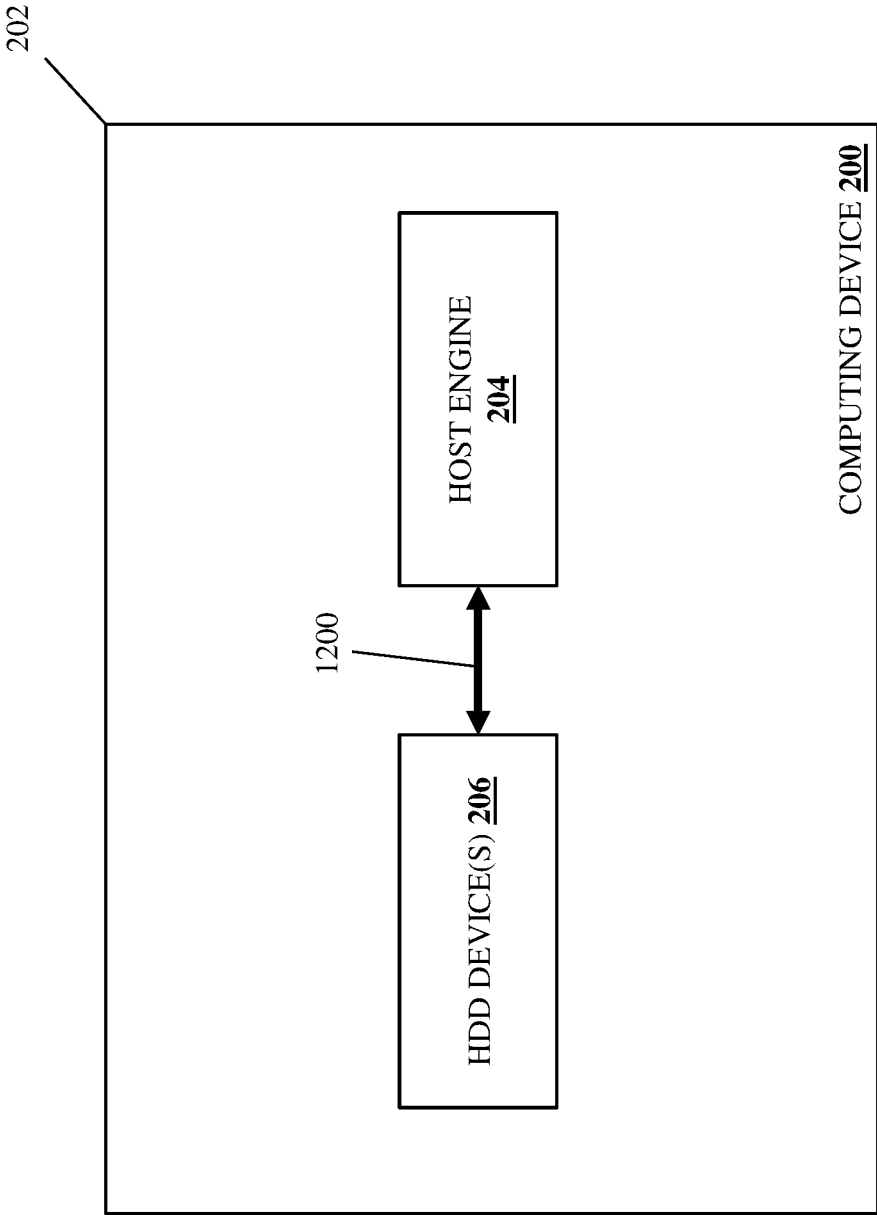 202
1200
HDD DEVICE(S) 206
HOST ENGINE
204
COMPUTING DEVICE 200